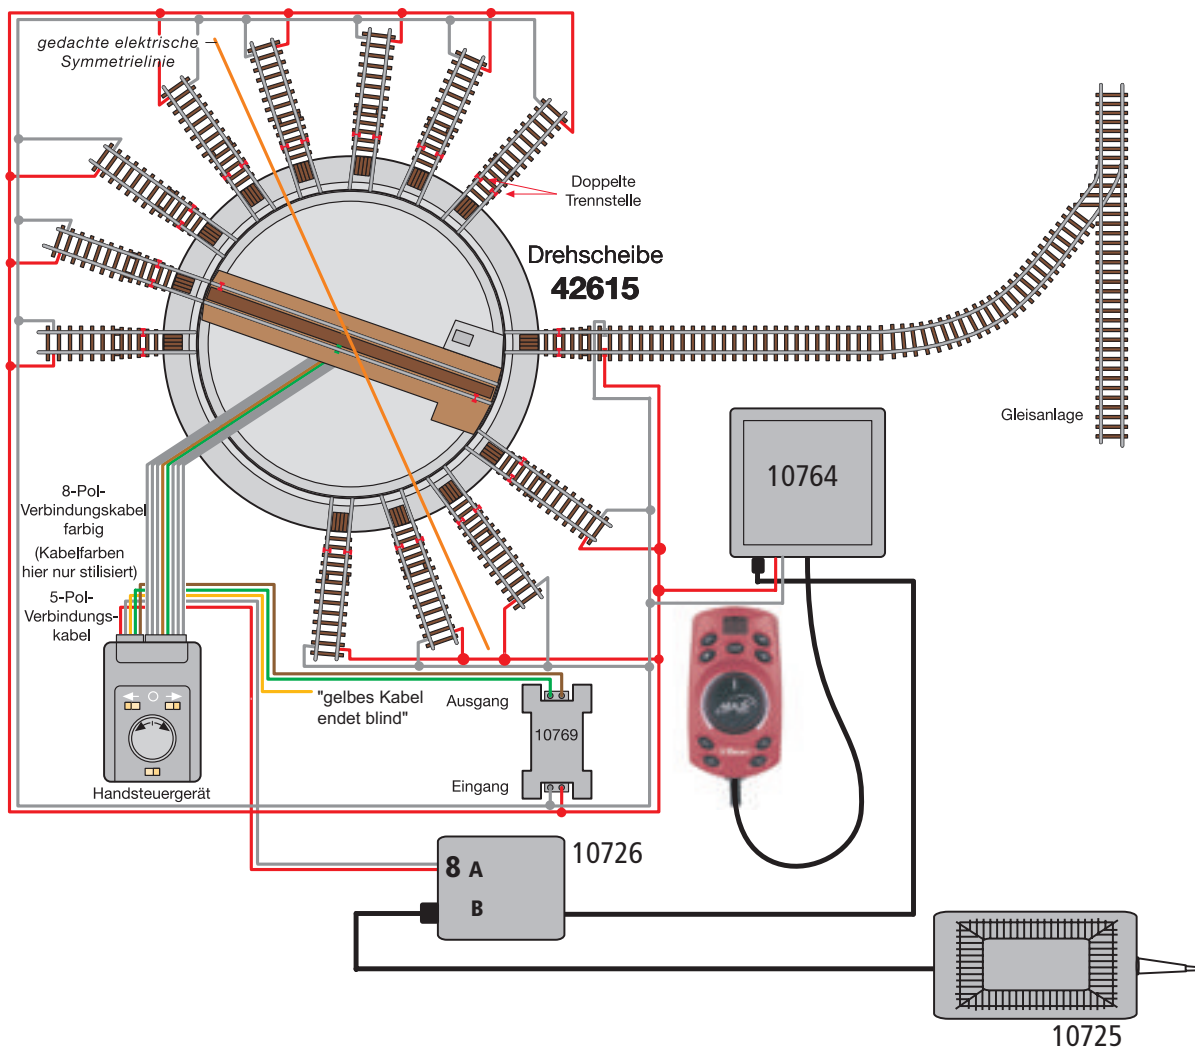 gedachte elektrische
Symmetrielinie
Doppelte
Trennstelle
Drehscheibe
42615
Gleisanlage
10764
8-Pol-
Verbindungskabel
farbig
(Kabelfarben
hier nur stilisiert)
5-Pol-
Verbindungs-
kabel
"gelbes Kabel
endet blind"
Ausgang
10769
Eingang
Handsteuergerät
10726
8 A
B
10725